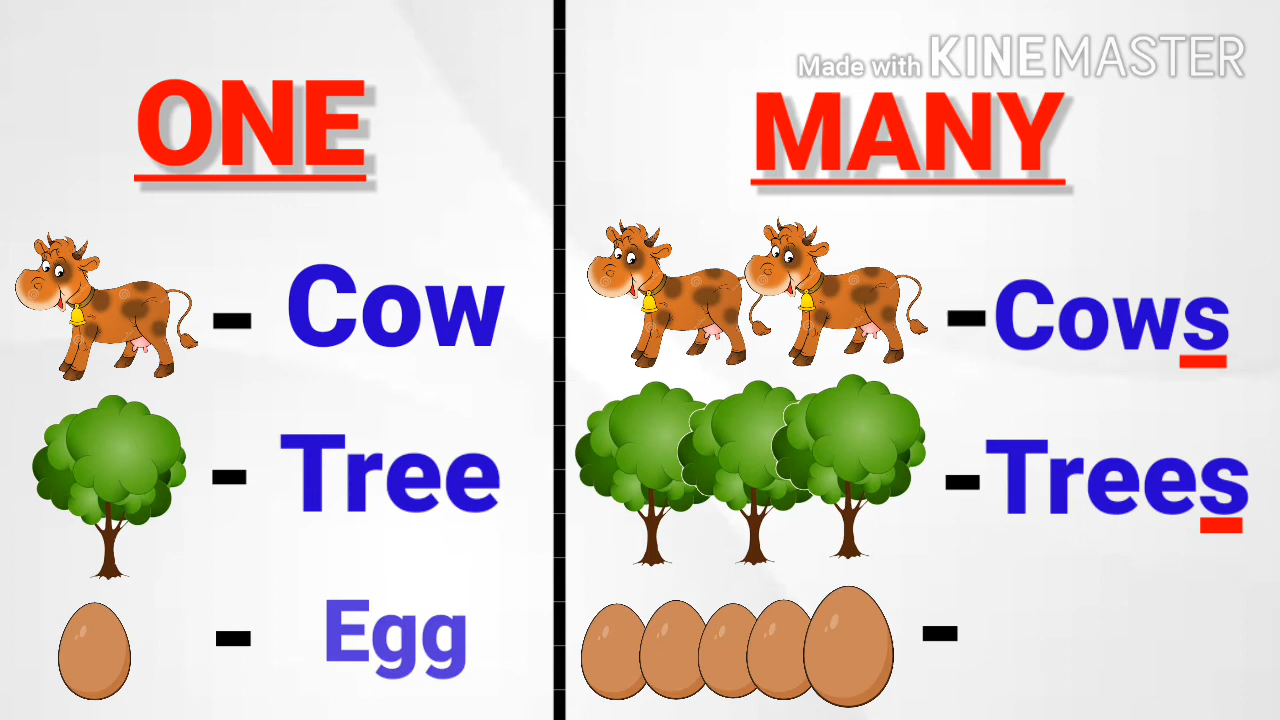 Made with KINEMASTER
ONE
MANY
- Cow
-Cows
- Tree
-Trees
- Egg
-